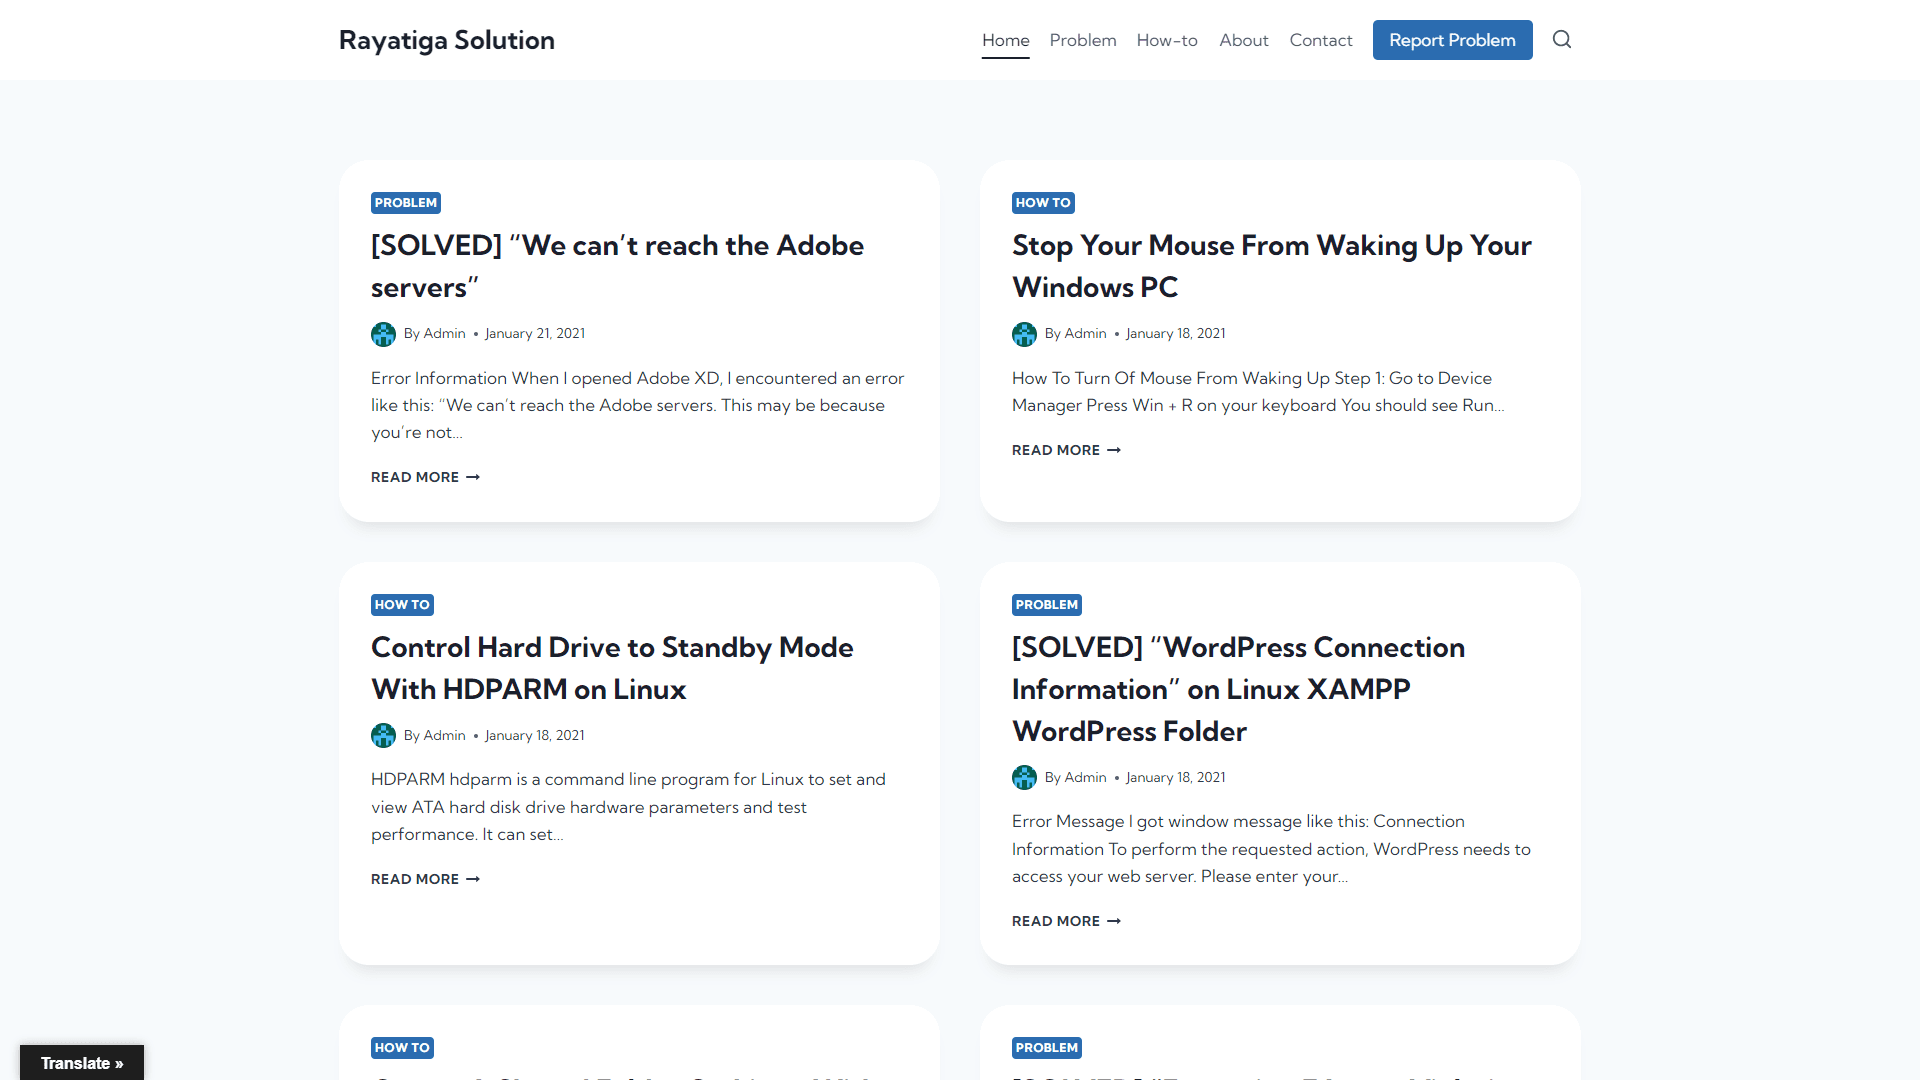 Rayatiga Solution
Home Problem How-to About Contact Report Problem
PROBLEM
[SOLVED] “We can’t reach the Adobe
servers”
By Admin • January 21, 2021
Error Information When I opened Adobe XD, I encountered an error
like this: “We can’t reach the Adobe servers. This may be because
you’re not…
READ MORE →
HOW TO
Stop Your Mouse From Waking Up Your
Windows PC
By Admin • January 18, 2021
How To Turn Of Mouse From Waking Up Step 1: Go to Device
Manager Press Win + R on your keyboard You should see Run…
READ MORE →
HOW TO
Control Hard Drive to Standby Mode
With HDPARM on Linux
By Admin • January 18, 2021
HDPARM hdparm is a command line program for Linux to set and
view ATA hard disk drive hardware parameters and test
performance. It can set…
READ MORE →
PROBLEM
[SOLVED] “WordPress Connection
Information” on Linux XAMPP
WordPress Folder
By Admin • January 18, 2021
Error Message I got window message like this: Connection
Information To perform the requested action, WordPress needs to
access your web server. Please enter your…
READ MORE →
HOW TO
PROBLEM
Translate »